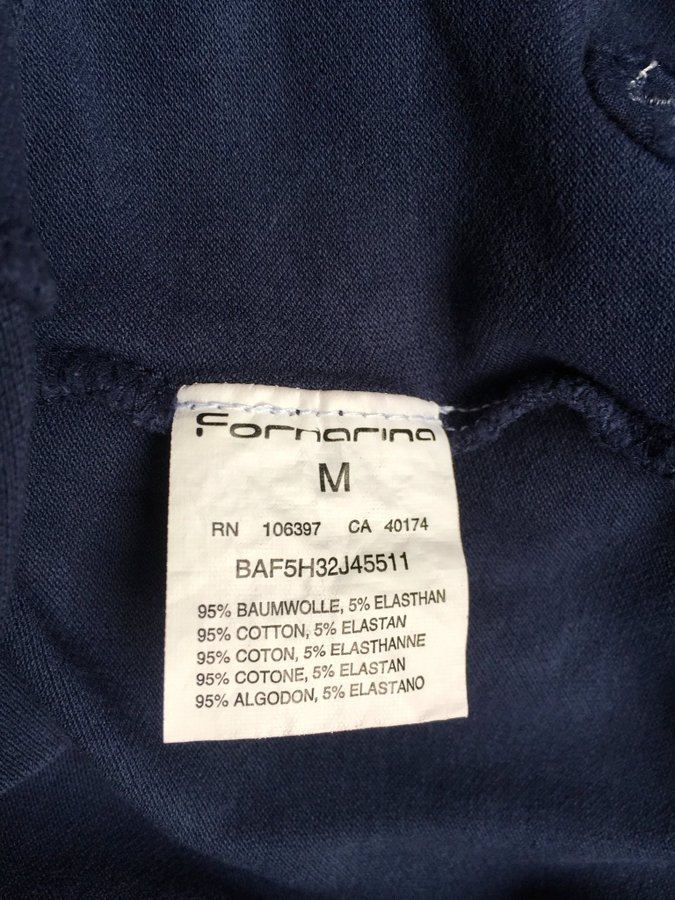 Fornarina
M
RN 106397 CA 40174
BAF5H32J45511
95% BAUMWOLLE, 5% ELASTHAN
95% COTTON, 5% ELASTAN
95% COTON, 5% ELASTHANNE
95% COTONE, 5% ELASTAN
95% ALGODON, 5% ELASTANO